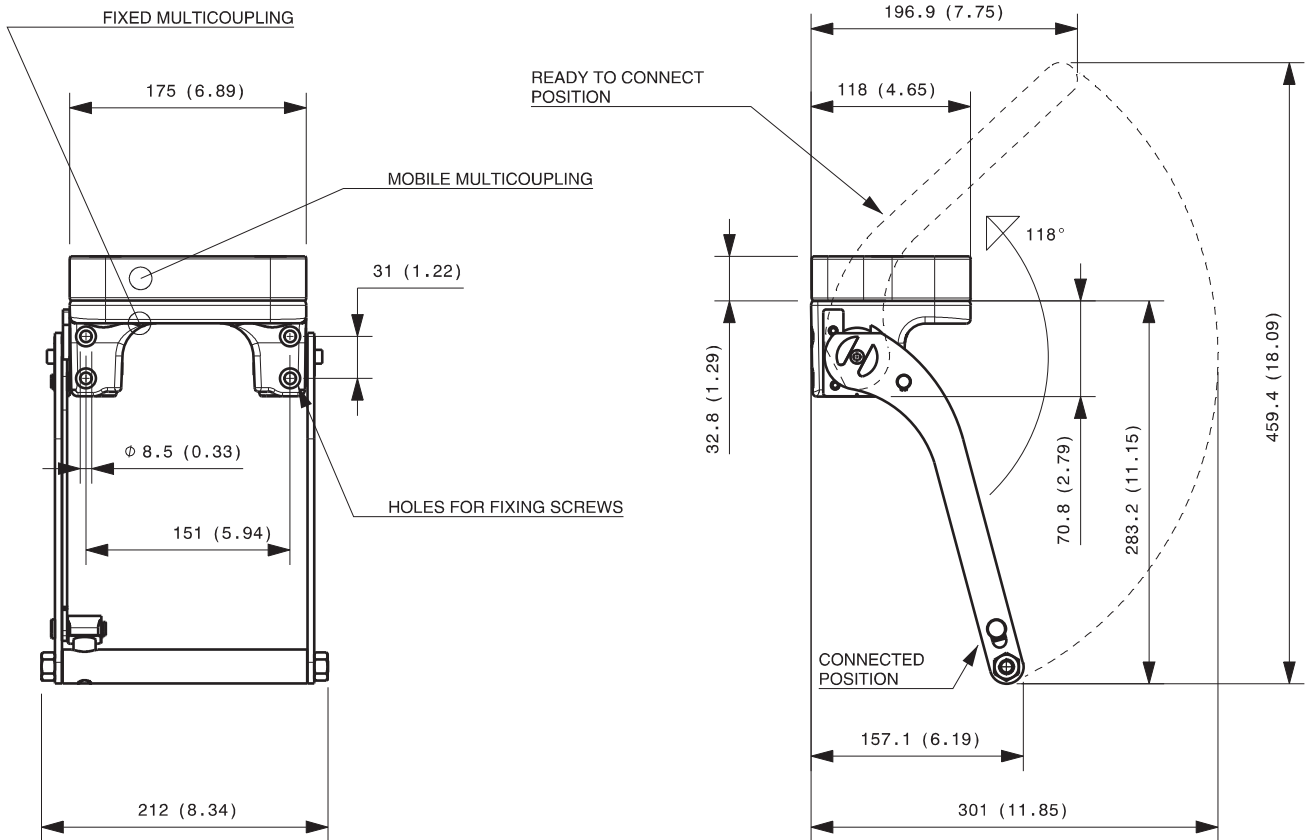 FIXED MULTICOUPLING
175 (6.89)
MOBILE MULTICOUPLING
31 (1.22)
Φ 8.5 (0.33)
HOLES FOR FIXING SCREWS
151 (5.94)
212 (8.34)
196.9 (7.75)
READY TO CONNECT
POSITION
118 (4.65)
118°
32.8 (1.29)
70.8 (2.79)
283.2 (11.15)
459.4 (18.09)
CONNECTED
POSITION
157.1 (6.19)
301 (11.85)